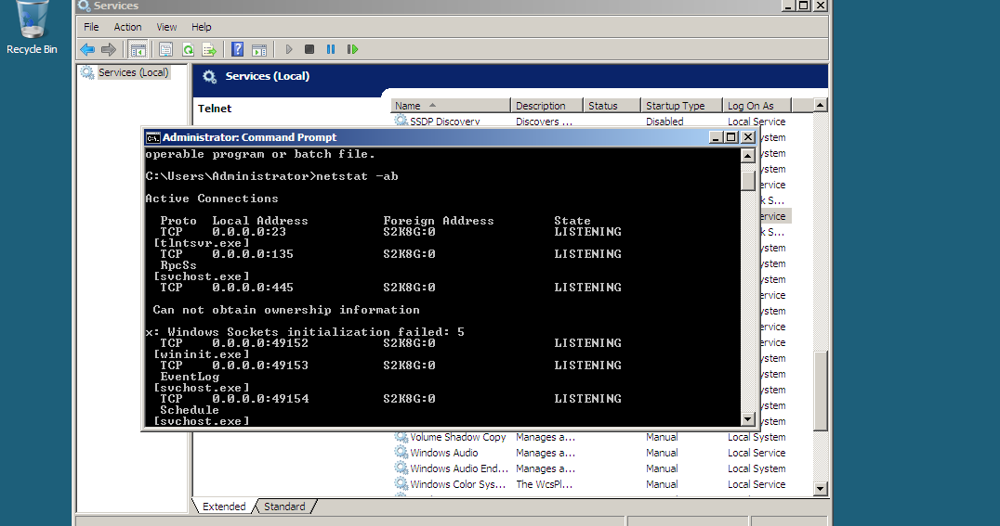 Services
Recycle Bin
File Action View Help
Services (Local)
Services (Local)
Telnet
Name Description Status Startup Type Log On As
SSDP Discovery Discovers ... Disabled Local Service
Administrator: Command Prompt
operable program or batch file.
C:\Users\Administrator>netstat -ab
Active Connections
Proto Local Address Foreign Address State
TCP 0.0.0.0:23 S2K8G:0 LISTENING
[tlntsvr.exe]
TCP 0.0.0.0:135 S2K8G:0 LISTENING
RpcSs
[svchost.exe]
TCP 0.0.0.0:445 S2K8G:0 LISTENING
Can not obtain ownership information
x: Windows Sockets initialization failed: 5
TCP 0.0.0.0:49152 S2K8G:0 LISTENING
[wininit.exe]
TCP 0.0.0.0:49153 S2K8G:0 LISTENING
EventLog
[svchost.exe]
TCP 0.0.0.0:49154 S2K8G:0 LISTENING
Schedule
[svchost.exe]
ystem
ystem
ystem
ervice
k S...
ervice
k S...
ystem
ystem
ystem
ervice
ystem
ervice
ervice
ystem
ystem
ystem
ystem
ystem
Volume Shadow Copy Manages a... Manual Local System
Windows Audio Manages a... Manual Local Service
Windows Audio End... Manages a... Manual Local System
Windows Color Sys... The WcsPl... Manual Local Service
Extended Standard